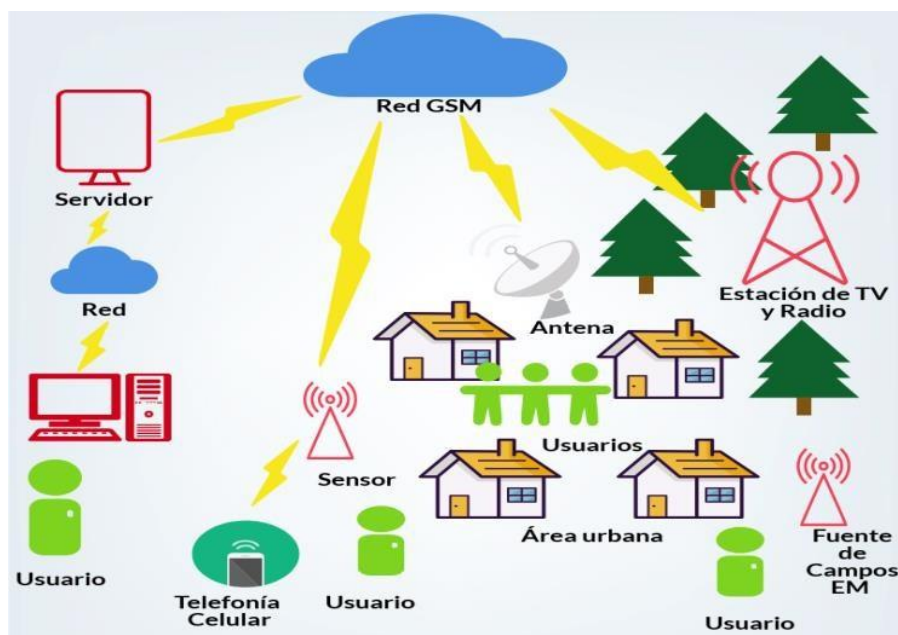 Red GSM
Servidor
Red
Estación de TV
y Radio
Antena
Usuarios
Sensor
Área urbana
Fuente
de
Campos
EM
Usuario
Telefonía
Celular
Usuario
Usuario